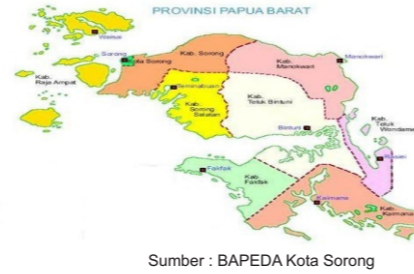 PROVINSI PAPUA BARAT
Waisai
Sorong
Kota Sorong
Kab. Sorong
Kab.
Manokwari
Manokwari
Kab.
Raja Ampat
Teminabuan
Kab.
Sorong
Selatan
Kab.
Teluk Bintuni
Bintuni
Kab.
Teluk
Wondama
Fakfak
Kab.
Fakfak
Kaimana
Kab.
Kaimana
Sumber : BAPEDA Kota Sorong